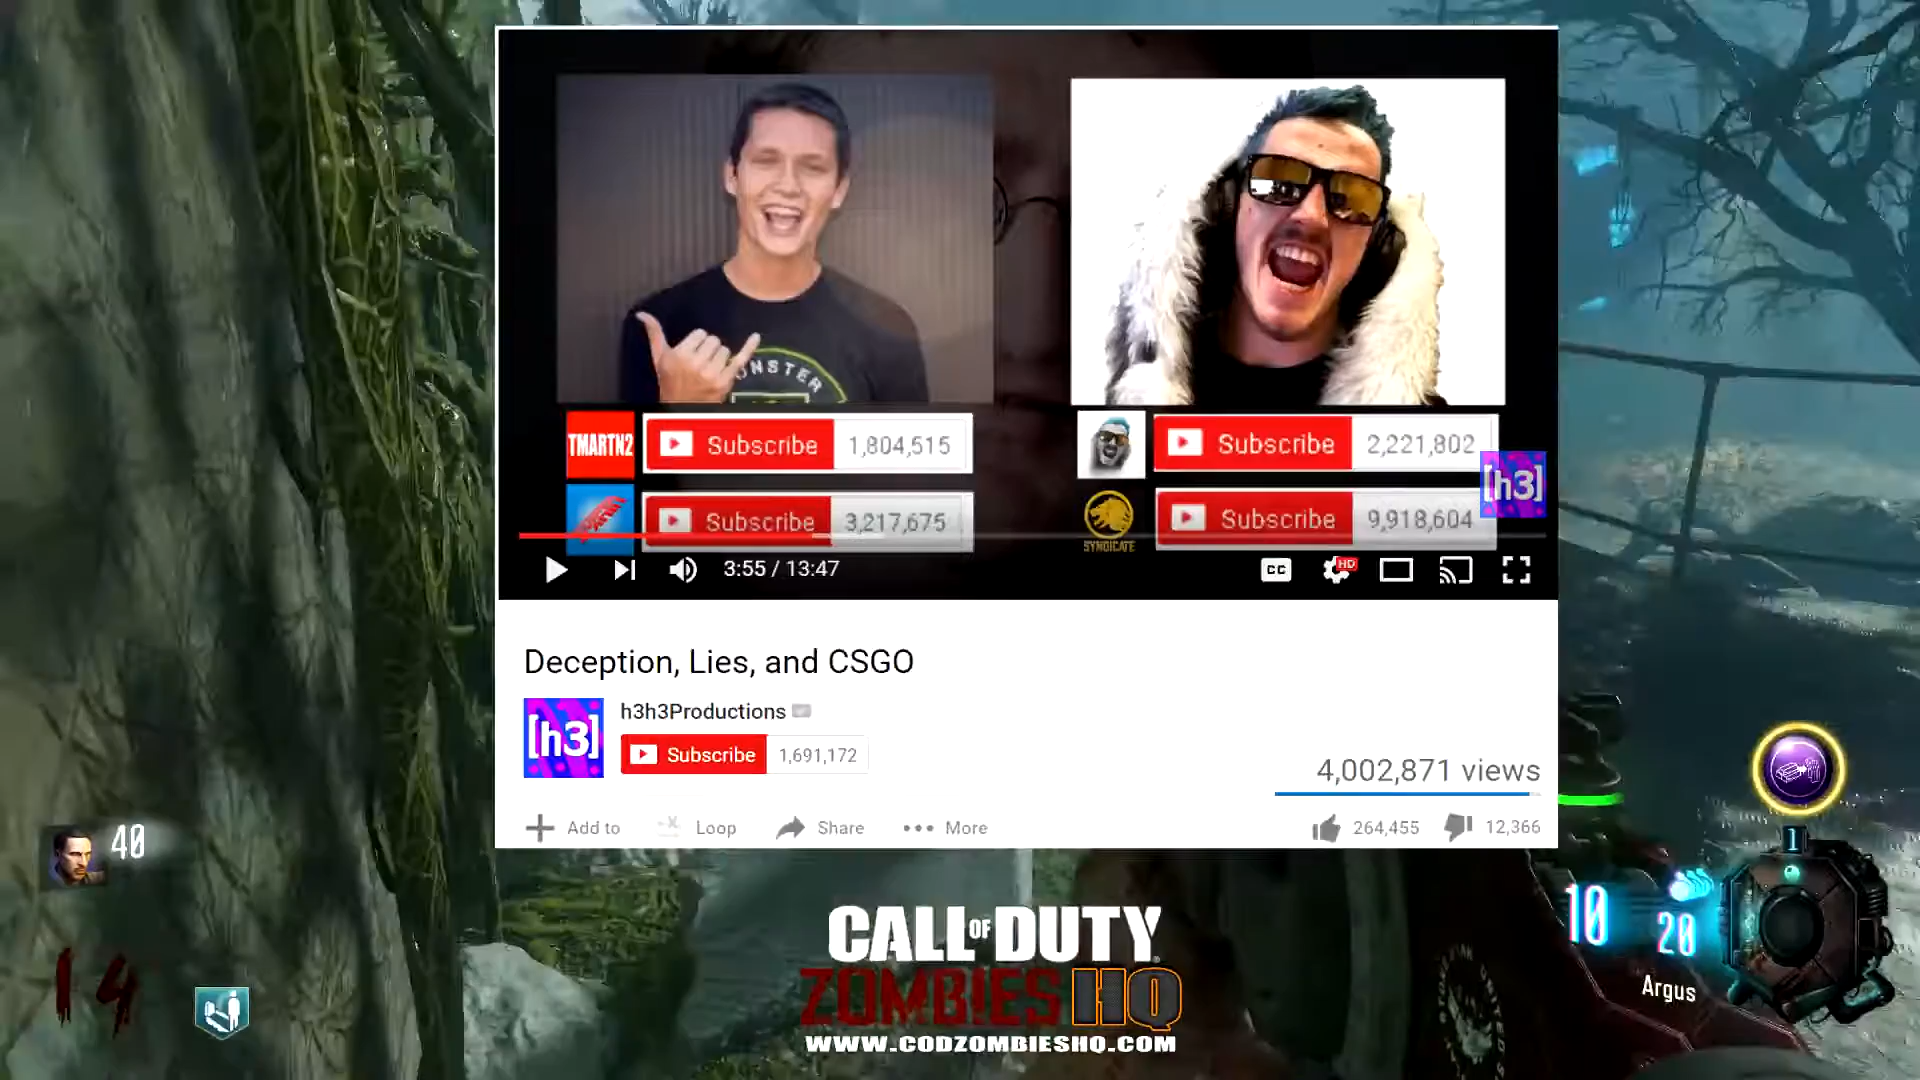 MONSTER
TMARTN2
Subscribe 1,804,515
Subscribe 2,221,802
[h3]
Subscribe 3,217,675
SYNDICATE
Subscribe 9,918,604
3:55 / 13:47
CC
HD
Deception, Lies, and CSGO
[h3]
h3h3Productions
Subscribe 1,691,172
4,002,871 views
Add to Loop Share More
264,455 12,366
40
14
10 20
Argus
CALL OF DUTY
ZOMBIES HQ
WWW.CODZOMBIESHQ.COM